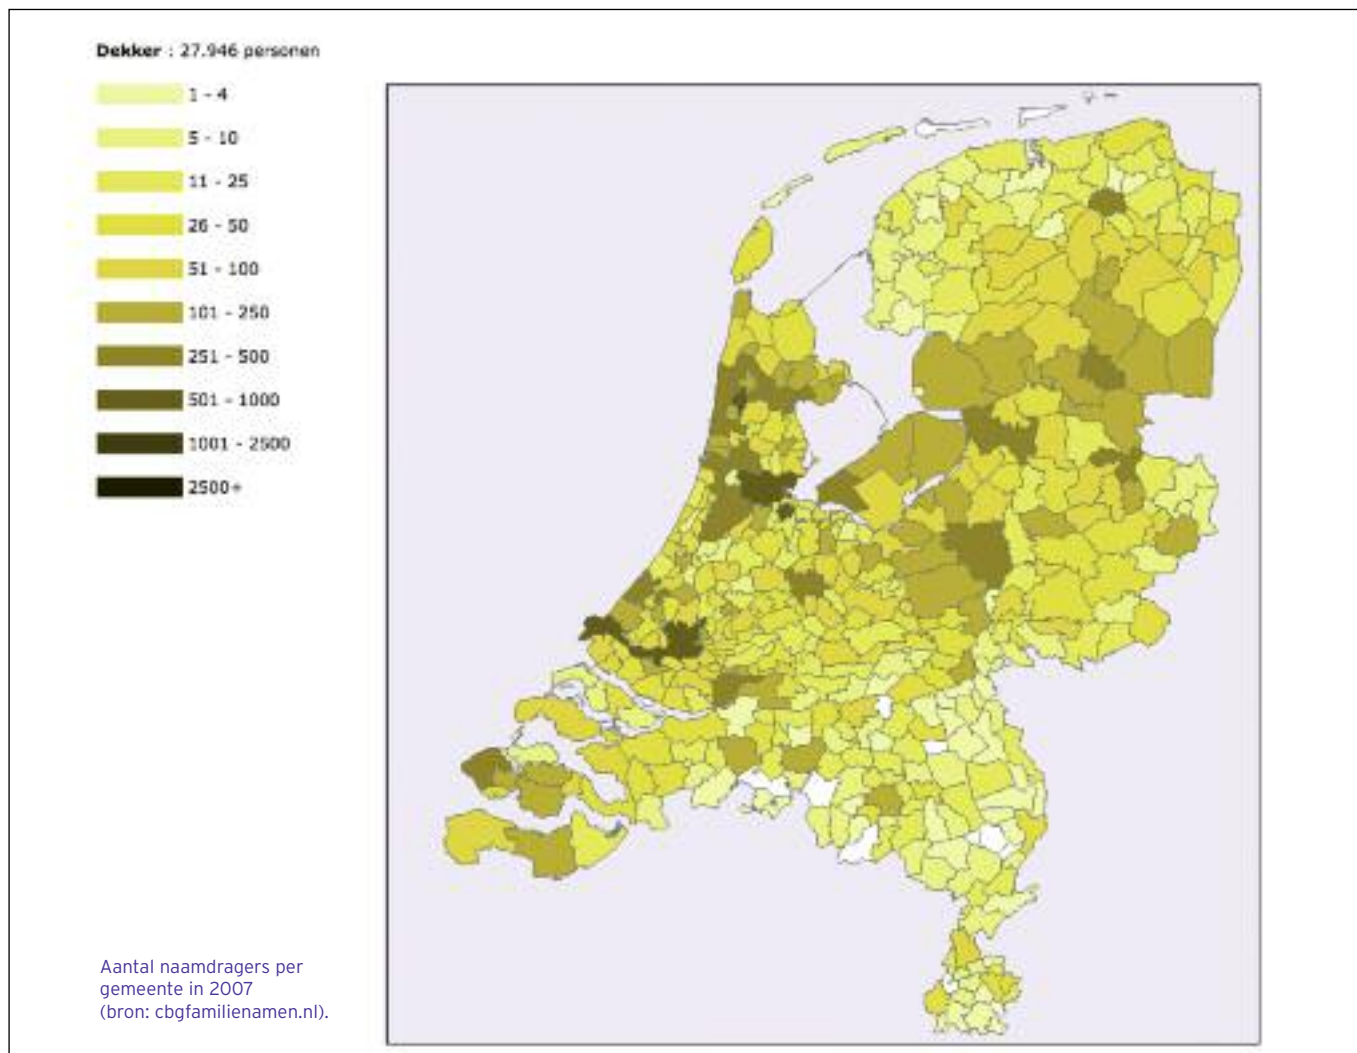 Dekker : 27.946 personen
1 - 4
5 - 10
11 - 25
26 - 50
51 - 100
101 - 250
251 - 500
501 - 1000
1001 - 2500
2500+
Aantal naamdragers per
gemeente in 2007
(bron: cbgfamilienamen.nl).